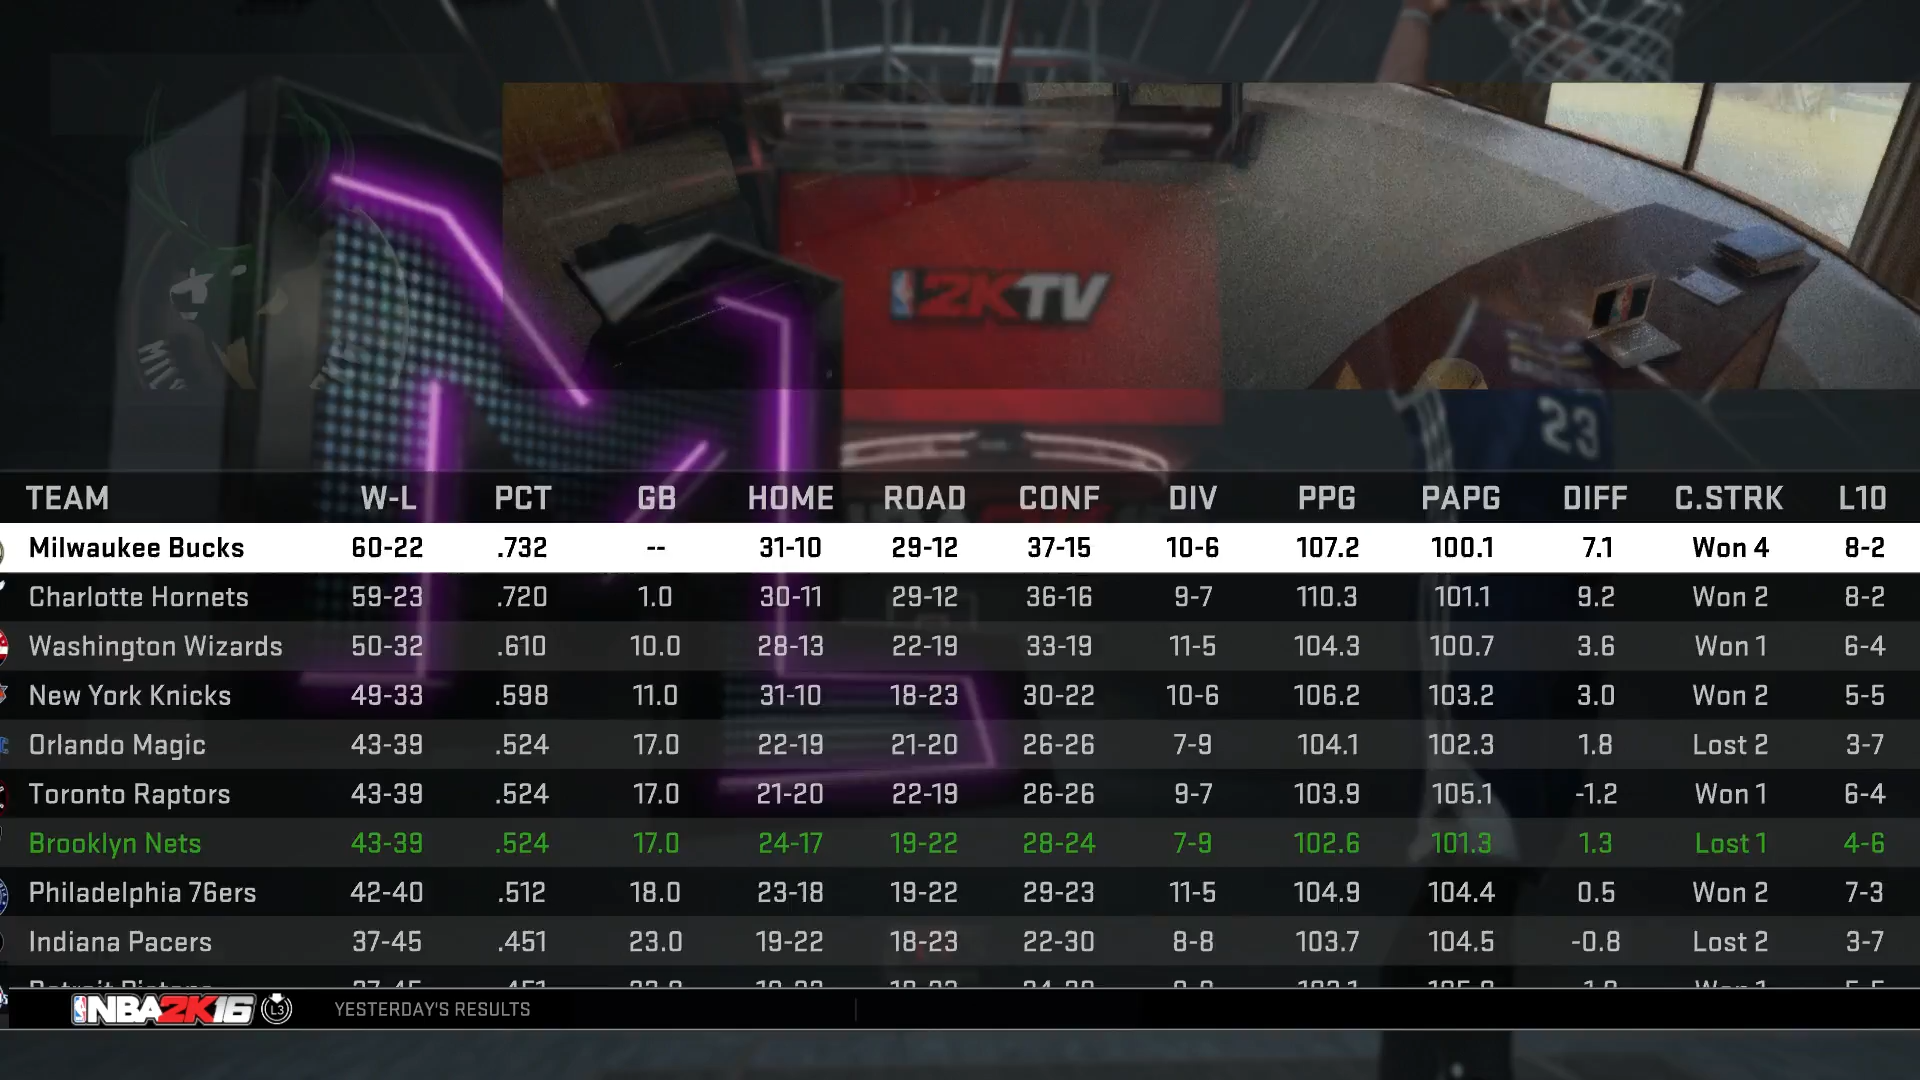 2KTV
23
TEAM W-L PCT GB HOME ROAD CONF DIV PPG PAPG DIFF C.STRK L10
Milwaukee Bucks 60-22 .732 -- 31-10 29-12 37-15 10-6 107.2 100.1 7.1 Won 4 8-2
Charlotte Hornets 59-23 .720 1.0 30-11 29-12 36-16 9-7 110.3 101.1 9.2 Won 2 8-2
Washington Wizards 50-32 .610 10.0 28-13 22-19 33-19 11-5 104.3 100.7 3.6 Won 1 6-4
New York Knicks 49-33 .598 11.0 31-10 18-23 30-22 10-6 106.2 103.2 3.0 Won 2 5-5
Orlando Magic 43-39 .524 17.0 22-19 21-20 26-26 7-9 104.1 102.3 1.8 Lost 2 3-7
Toronto Raptors 43-39 .524 17.0 21-20 22-19 26-26 9-7 103.9 105.1 -1.2 Won 1 6-4
Brooklyn Nets 43-39 .524 17.0 24-17 19-22 28-24 7-9 102.6 101.3 1.3 Lost 1 4-6
Philadelphia 76ers 42-40 .512 18.0 23-18 19-22 29-23 11-5 104.9 104.4 0.5 Won 2 7-3
Indiana Pacers 37-45 .451 23.0 19-22 18-23 22-30 8-8 103.7 104.5 -0.8 Lost 2 3-7
NBA2K16 L3 YESTERDAY'S RESULTS